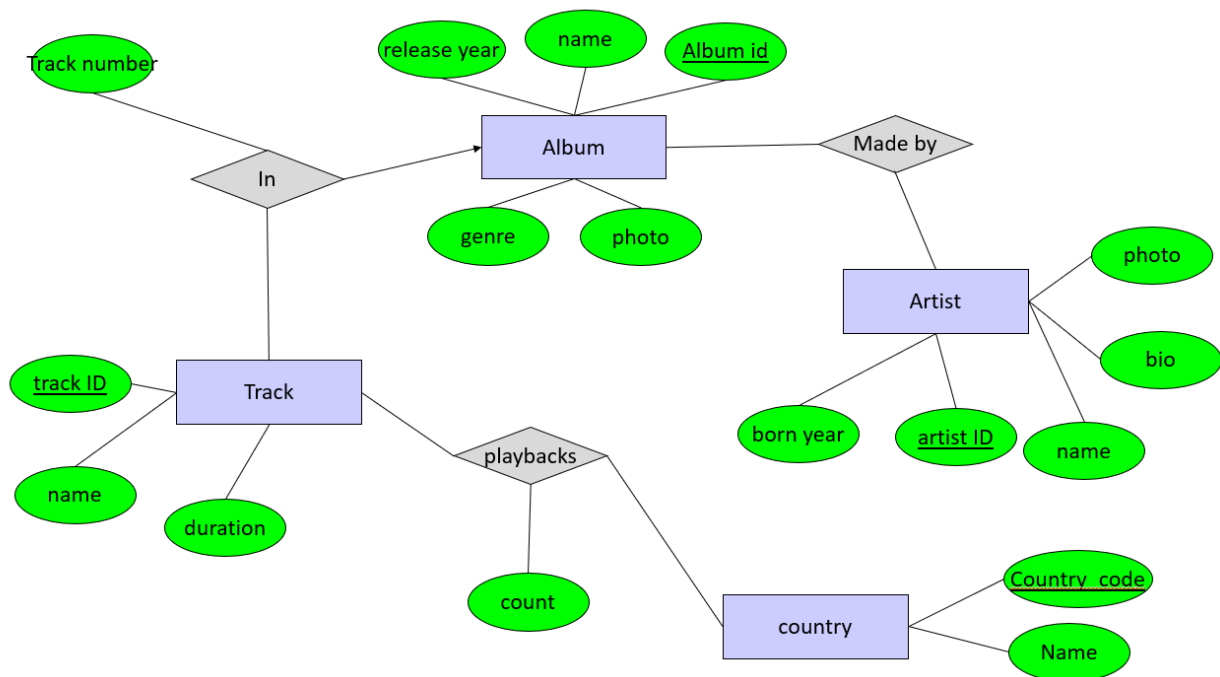 Track number
release year
name
Album id
Album
Made by
In
genre
photo
Artist
photo
bio
track ID
Track
born year
artist ID
name
playbacks
name
duration
count
country
Country_code
Name